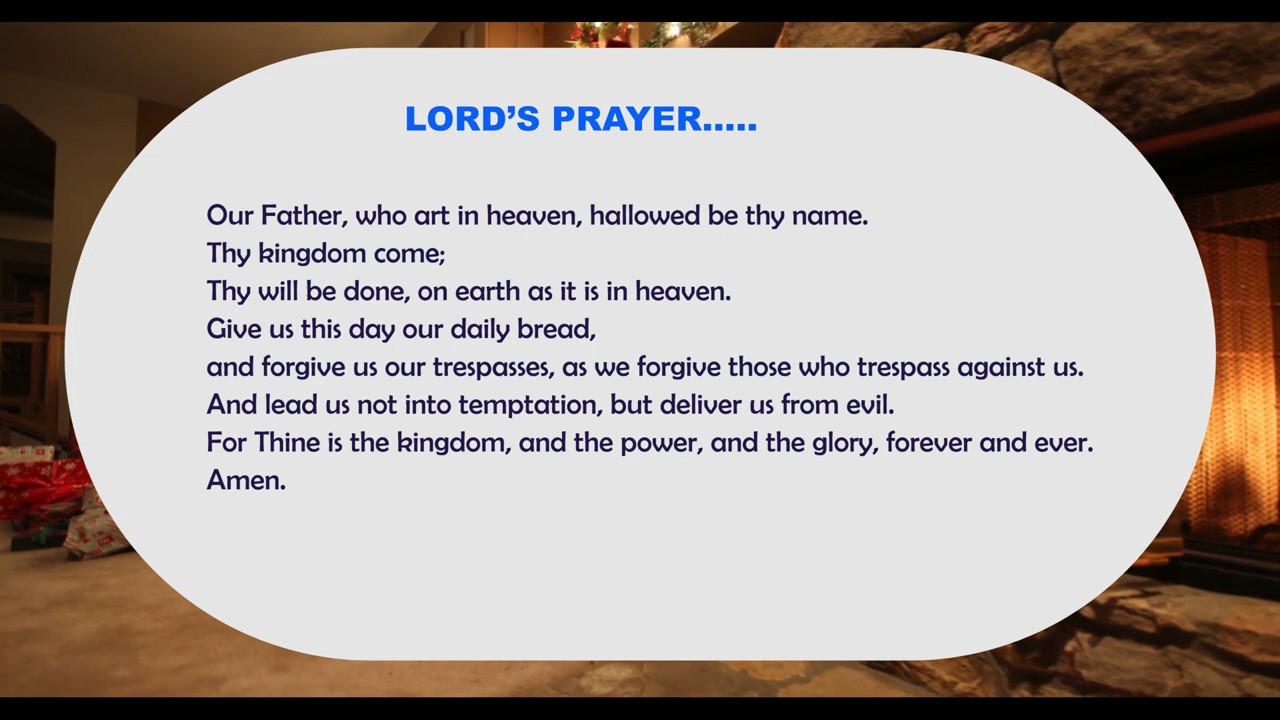 LORD’S PRAYER.....
Our Father, who art in heaven, hallowed be thy name.
Thy kingdom come;
Thy will be done, on earth as it is in heaven.
Give us this day our daily bread,
and forgive us our trespasses, as we forgive those who trespass against us.
And lead us not into temptation, but deliver us from evil.
For Thine is the kingdom, and the power, and the glory, forever and ever.
Amen.